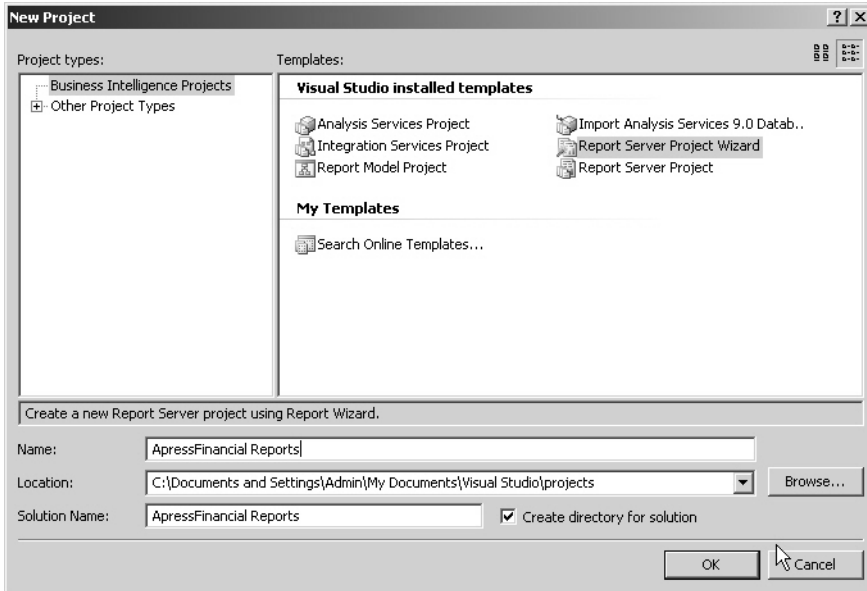 New Project
Project types:
Templates:
Business Intelligence Projects
Other Project Types
Visual Studio installed templates
Analysis Services Project
Import Analysis Services 9.0 Datab..
Integration Services Project
Report Server Project Wizard
Report Model Project
Report Server Project
My Templates
Search Online Templates...
Create a new Report Server project using Report Wizard.
Name:
ApressFinancial Reports
Location:
C:\Documents and Settings\Admin\My Documents\Visual Studio\projects
Browse...
Solution Name:
ApressFinancial Reports
Create directory for solution
OK
Cancel